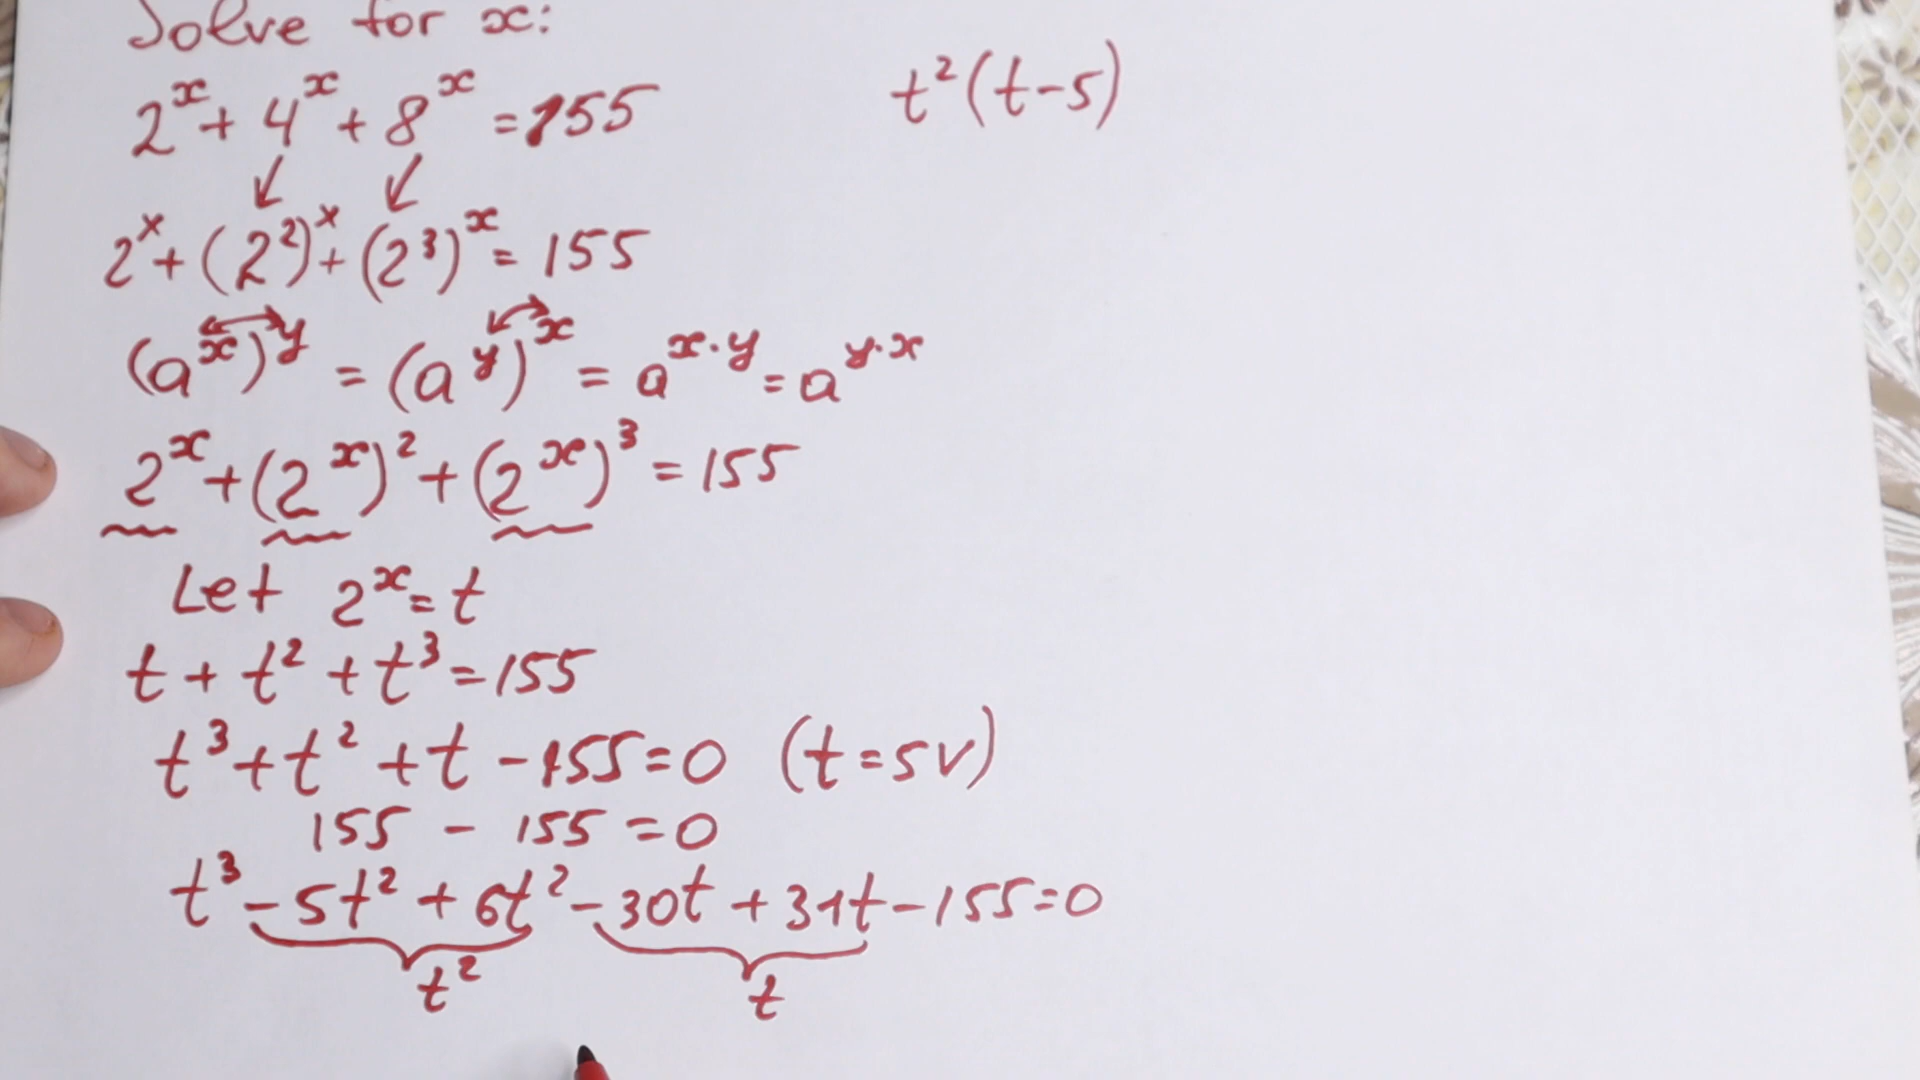 Solve for x:
2^x + 4^x + 8^x = 155
t²(t-5)
↙ ↙
2^x + (2²)^x + (2³)^x = 155
(a^x)^y = (a^y)^x = a^(x·y) = a^(y·x)
2^x + (2^x)² + (2^x)³ = 155
Let 2^x = t
t + t² + t³ = 155
t³ + t² + t - 155 = 0 (t = 5 v)
155 - 155 = 0
t³ - 5t² + 6t² - 30t + 31t - 155 = 0
t² t